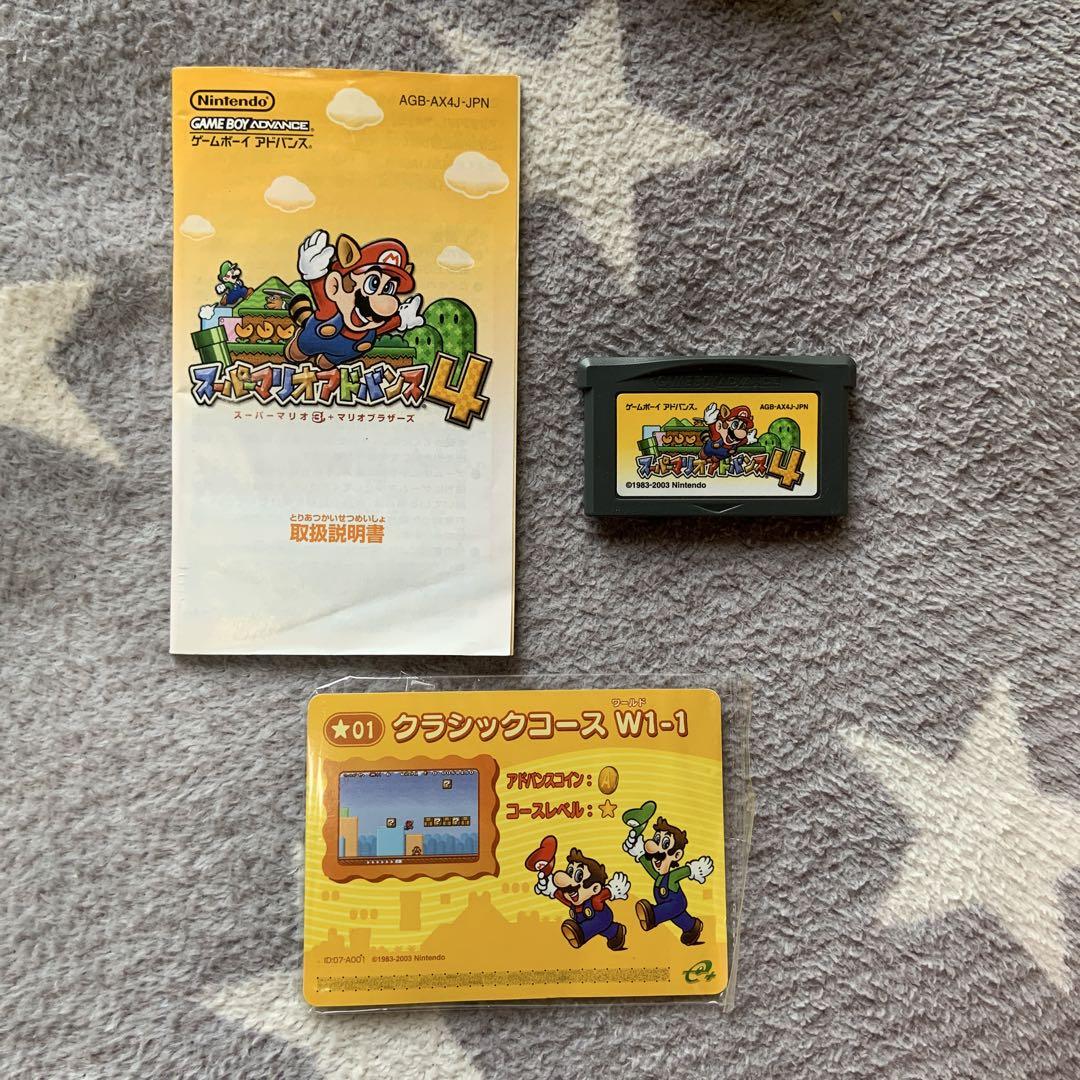 Nintendo
AGB-AX4J-JPN
GAME BOY ADVANCE
ゲームボーイ アドバンス
スーパーマリオアドバンス4
スーパーマリオ3+マリオブラザーズ
とりあつかいせつめいしょ
取扱説明書
GAME BOY ADVANCE
ゲームボーイ アドバンス
AGB-AX4J-JPN
スーパーマリオアドバンス4
©1983-2003 Nintendo
ワールド
★01 クラシックコース W1-1
アドバンスコイン：A
コースレベル：☆
M
ID:07-A001 ©1983-2003 Nintendo
e+